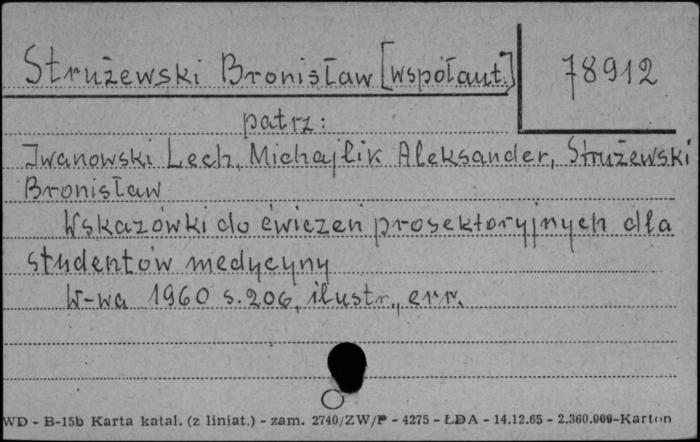 Strużewski Bronisław [współaut.]
78912
patrz:
Iwanowski Lech, Michajlik Aleksander, Strużewski
Bronisław
Wskazówki do ćwiczeń prosektoryjnych dla
studentów medycyny
W-wa 1960 s. 206, ilustr., err.
WD - B-15b Karta katal. (z liniat.) - zam. 2740/ZW/P - 4275 - ŁDA - 14.12.65 - 2.360.000-Karton